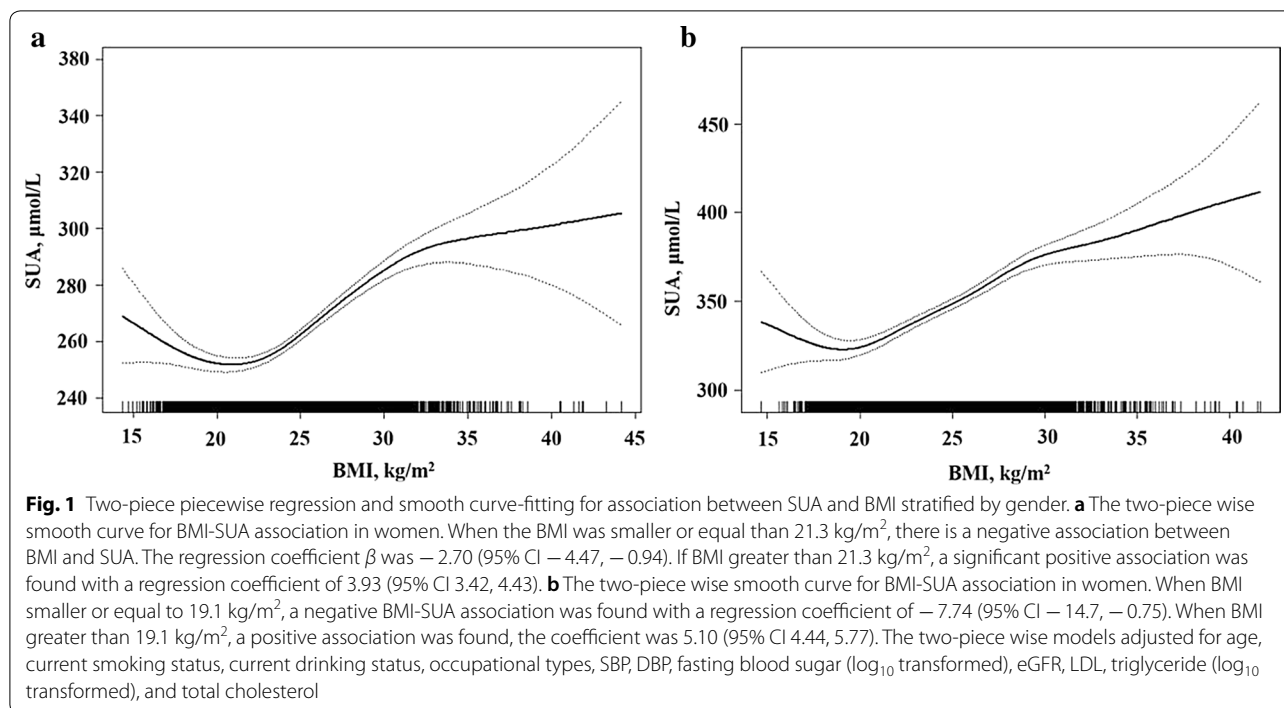 a
380
340
320
300
280
260
240
SUA, µmol/L
15
20
25
30
35
40
45
BMI, kg/m²
b
450
400
350
300
SUA, µmol/L
15
20
25
30
35
40
BMI, kg/m²
Fig. 1 Two-piece piecewise regression and smooth curve-fitting for association between SUA and BMI stratified by gender. a The two-piece wise
smooth curve for BMI-SUA association in women. When the BMI was smaller or equal than 21.3 kg/m², there is a negative association between
BMI and SUA. The regression coefficient β was − 2.70 (95% CI − 4.47, − 0.94). If BMI greater than 21.3 kg/m², a significant positive association was
found with a regression coefficient of 3.93 (95% CI 3.42, 4.43). b The two-piece wise smooth curve for BMI-SUA association in women. When BMI
smaller or equal to 19.1 kg/m², a negative BMI-SUA association was found with a regression coefficient of − 7.74 (95% CI − 14.7, − 0.75). When BMI
greater than 19.1 kg/m², a positive association was found, the coefficient was 5.10 (95% CI 4.44, 5.77). The two-piece wise models adjusted for age,
current smoking status, current drinking status, occupational types, SBP, DBP, fasting blood sugar (log₁₀ transformed), eGFR, LDL, triglyceride (log₁₀
transformed), and total cholesterol